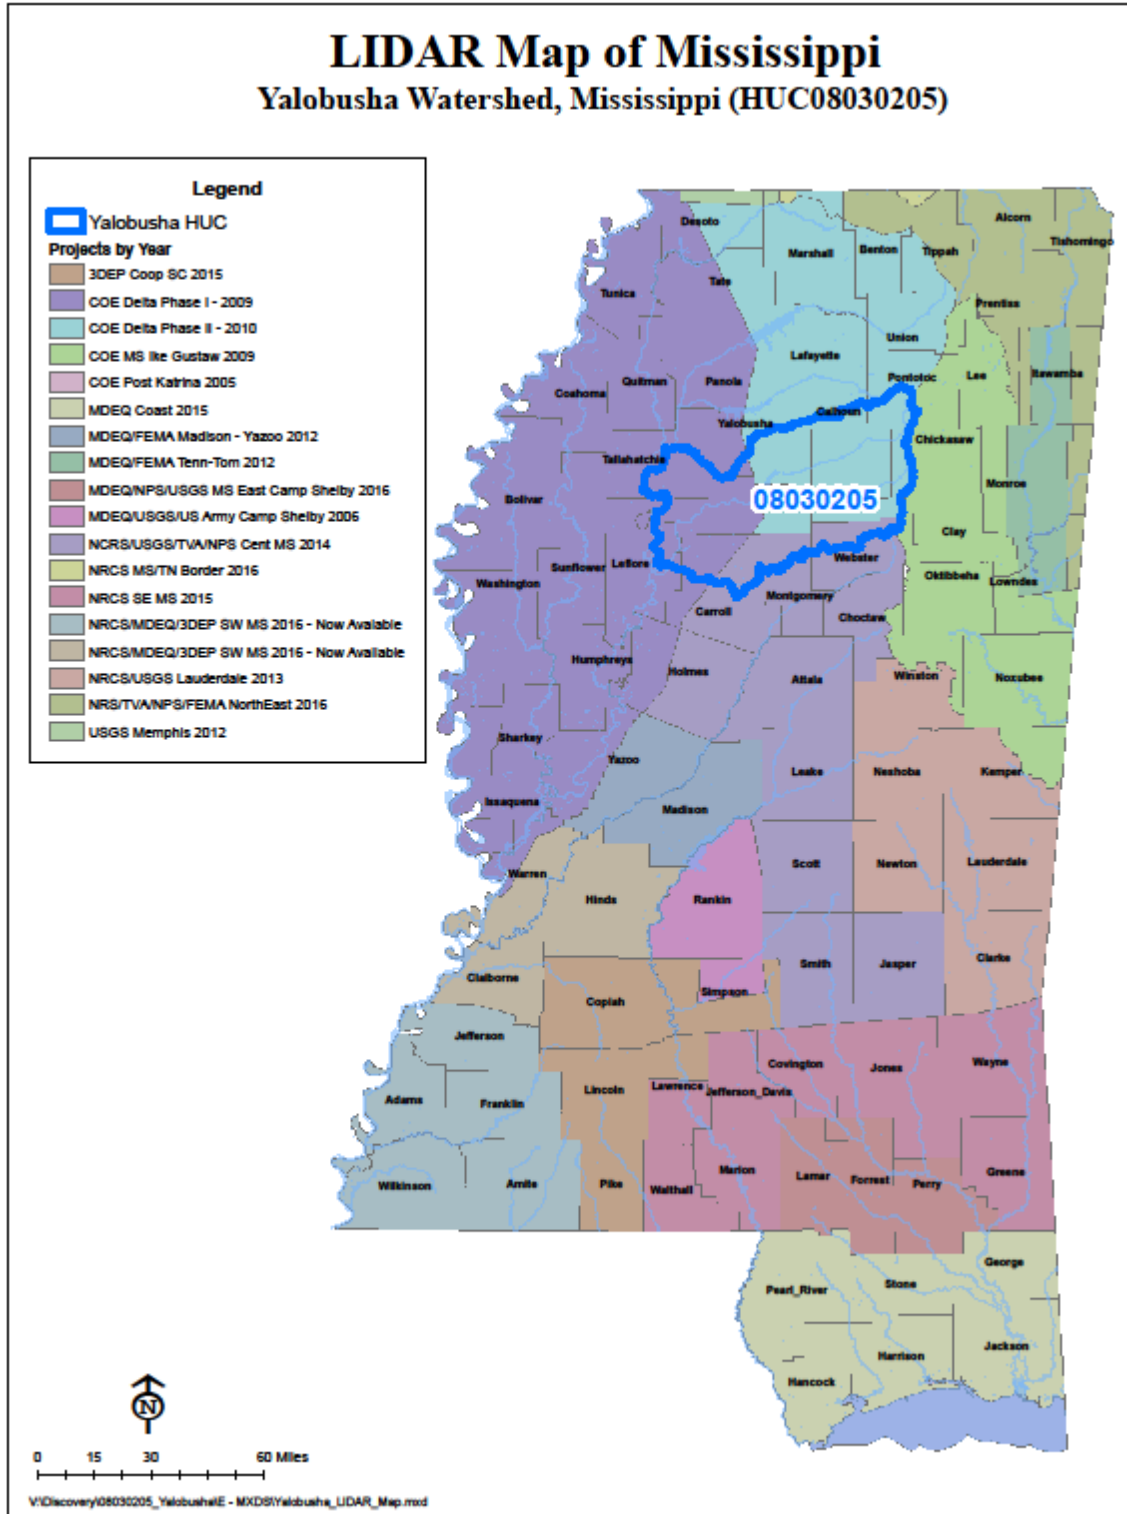 LIDAR Map of Mississippi
Yalobusha Watershed, Mississippi (HUC08030205)
Legend
Yalobusha HUC
Projects by Year
3DEP Coop SC 2015
COE Delta Phase I - 2009
COE Delta Phase II - 2010
COE MS Ike Gustaw 2009
COE Post Katrina 2005
MDEQ Coast 2015
MDEQ/FEMA Madison - Yazoo 2012
MDEQ/FEMA Tenn-Tom 2012
MDEQ/NPS/USGS MS East Camp Shelby 2016
MDEQ/USGS/US Army Camp Shelby 2006
NCRS/USGS/TVA/NPS Cent MS 2014
NRCS MS/TN Border 2016
NRCS SE MS 2015
NRCS/MDEQ/3DEP SW MS 2016 - Now Available
NRCS/MDEQ/3DEP SW MS 2016 - Now Available
NRCS/USGS Lauderdale 2013
NRS/TVA/NPS/FEMA NorthEast 2016
USGS Memphis 2012
Desoto
Marshall
Benton
Tippah
Alcorn
Tishomingo
Tunica
Tate
Prentiss
Union
Lafayette
Pontotoc
Lee
Itawamba
Coahoma
Quitman
Panola
Yalobusha
Calhoun
Chickasaw
Tallahatchie
Monroe
Bolivar
08030205
Clay
Washington
Sunflower
Leflore
Webster
Oktibbeha
Lowndes
Carroll
Montgomery
Choctaw
Humphreys
Holmes
Attala
Winston
Noxubee
Sharkey
Yazoo
Leake
Neshoba
Kemper
Issaquena
Madison
Warren
Hinds
Rankin
Scott
Newton
Lauderdale
Claiborne
Copiah
Simpson
Smith
Jasper
Clarke
Jefferson
Adams
Franklin
Lincoln
Lawrence
Jefferson_Davis
Covington
Jones
Wayne
Wilkinson
Amite
Pike
Walthall
Marion
Lamar
Forrest
Perry
Greene
George
Pearl_River
Stone
Harrison
Jackson
Hancock
N
0 15 30 60 Miles
V:\Discovery\08030205_Yalobusha\E - MXDS\Yalobusha_LIDAR_Map.mxd